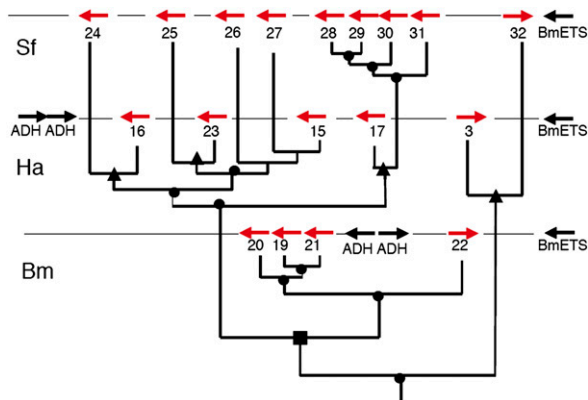 24 25 26 27 28 29 30 31 32 BmETS
Sf
ADH ADH 16 23 15 17 3 BmETS
Ha
20 19 21 ADH ADH 22 BmETS
Bm